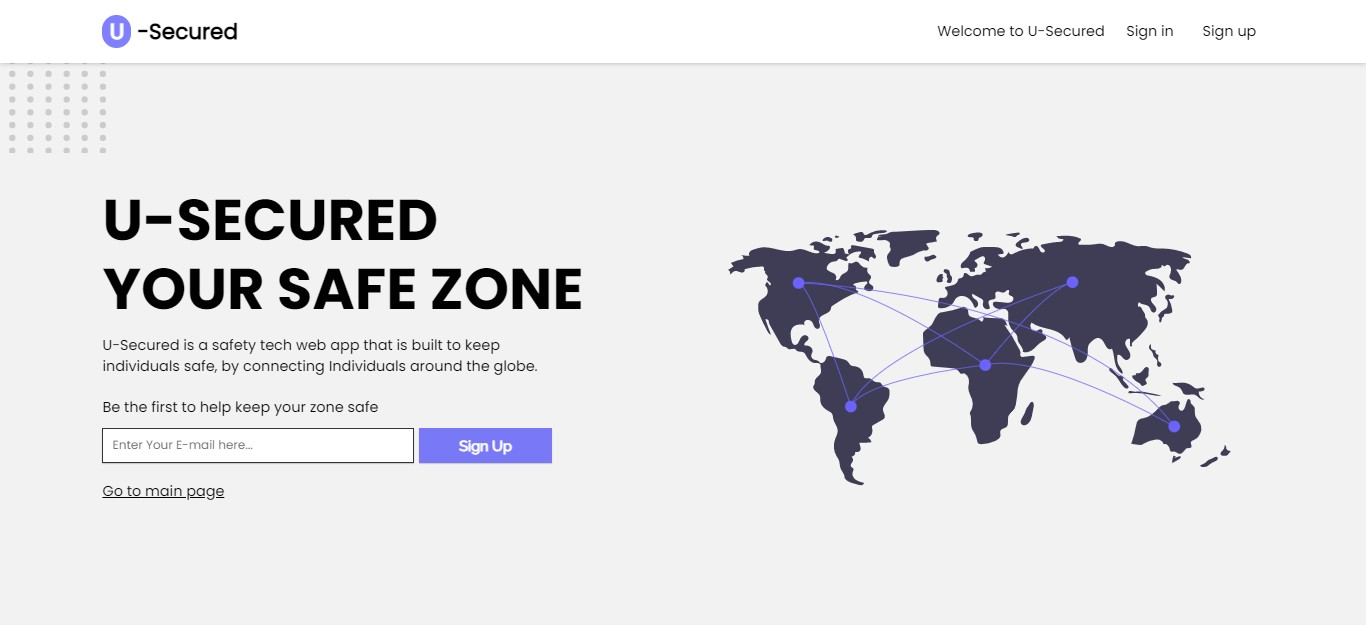 U -Secured
Welcome to U-Secured
Sign in
Sign up
U-SECURED
YOUR SAFE ZONE
U-Secured is a safety tech web app that is built to keep
individuals safe, by connecting Individuals around the globe.
Be the first to help keep your zone safe
Enter Your E-mail here...
Sign Up
Go to main page